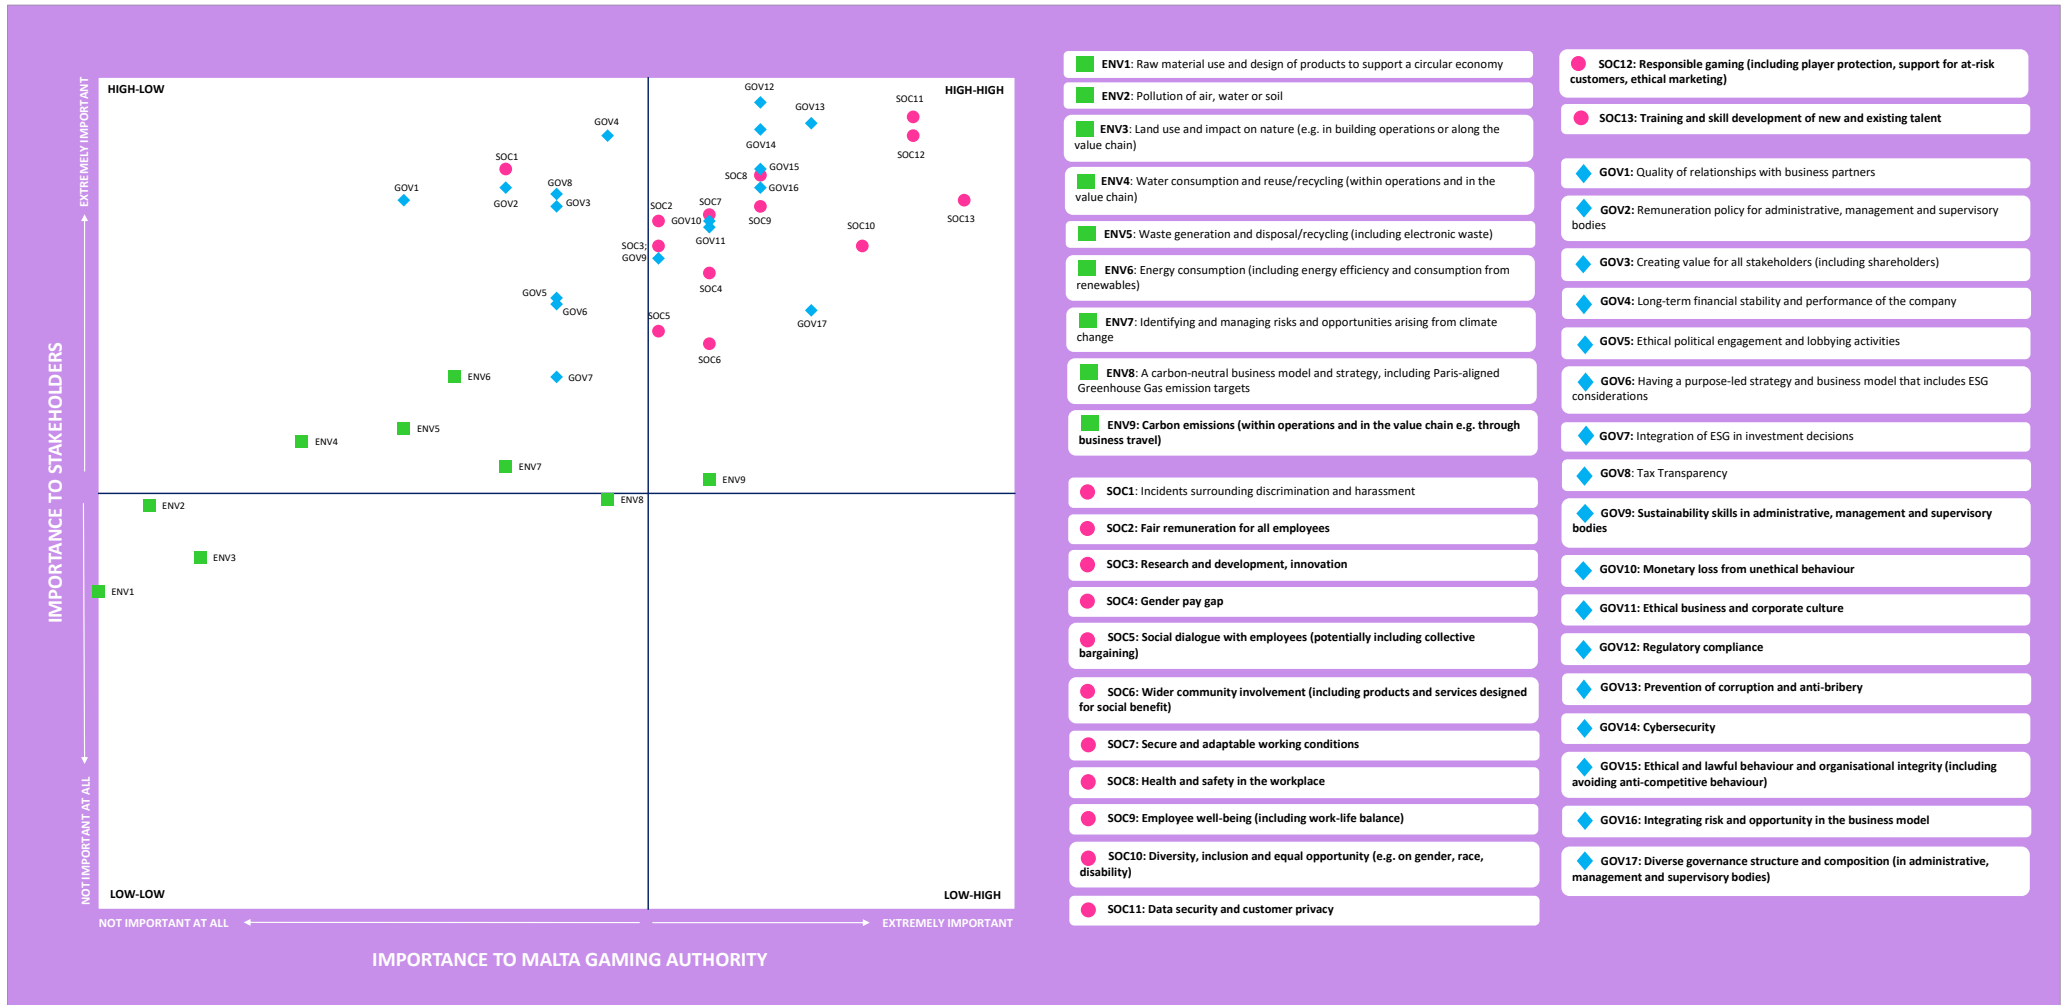 HIGH-LOW
HIGH-HIGH
LOW-LOW
LOW-HIGH
EXTREMELY IMPORTANT
NOT IMPORTANT AT ALL
IMPORTANCE TO STAKEHOLDERS
GOV12
GOV13
SOC11
GOV4
GOV14
SOC12
SOC1
GOV15
SOC8
GOV8
GOV1
GOV16
GOV2
GOV3
SOC2
SOC7
GOV10
SOC9
SOC13
SOC10
GOV11
SOC3;
GOV9
SOC4
GOV5
GOV6
SOC5
GOV17
SOC6
ENV6
GOV7
ENV5
ENV4
ENV7
ENV9
ENV8
ENV2
ENV3
ENV1
NOT IMPORTANT AT ALL
EXTREMELY IMPORTANT
IMPORTANCE TO MALTA GAMING AUTHORITY
ENV1: Raw material use and design of products to support a circular economy
ENV2: Pollution of air, water or soil
ENV3: Land use and impact on nature (e.g. in building operations or along the
value chain)
ENV4: Water consumption and reuse/recycling (within operations and in the
value chain)
ENV5: Waste generation and disposal/recycling (including electronic waste)
ENV6: Energy consumption (including energy efficiency and consumption from
renewables)
ENV7: Identifying and managing risks and opportunities arising from climate
change
ENV8: A carbon-neutral business model and strategy, including Paris-aligned
Greenhouse Gas emission targets
ENV9: Carbon emissions (within operations and in the value chain e.g. through
business travel)
SOC1: Incidents surrounding discrimination and harassment
SOC2: Fair remuneration for all employees
SOC3: Research and development, innovation
SOC4: Gender pay gap
SOC5: Social dialogue with employees (potentially including collective
bargaining)
SOC6: Wider community involvement (including products and services designed
for social benefit)
SOC7: Secure and adaptable working conditions
SOC8: Health and safety in the workplace
SOC9: Employee well-being (including work-life balance)
SOC10: Diversity, inclusion and equal opportunity (e.g. on gender, race,
disability)
SOC11: Data security and customer privacy
SOC12: Responsible gaming (including player protection, support for at-risk
customers, ethical marketing)
SOC13: Training and skill development of new and existing talent
GOV1: Quality of relationships with business partners
GOV2: Remuneration policy for administrative, management and supervisory
bodies
GOV3: Creating value for all stakeholders (including shareholders)
GOV4: Long-term financial stability and performance of the company
GOV5: Ethical political engagement and lobbying activities
GOV6: Having a purpose-led strategy and business model that includes ESG
considerations
GOV7: Integration of ESG in investment decisions
GOV8: Tax Transparency
GOV9: Sustainability skills in administrative, management and supervisory
bodies
GOV10: Monetary loss from unethical behaviour
GOV11: Ethical business and corporate culture
GOV12: Regulatory compliance
GOV13: Prevention of corruption and anti-bribery
GOV14: Cybersecurity
GOV15: Ethical and lawful behaviour and organisational integrity (including
avoiding anti-competitive behaviour)
GOV16: Integrating risk and opportunity in the business model
GOV17: Diverse governance structure and composition (in administrative,
management and supervisory bodies)